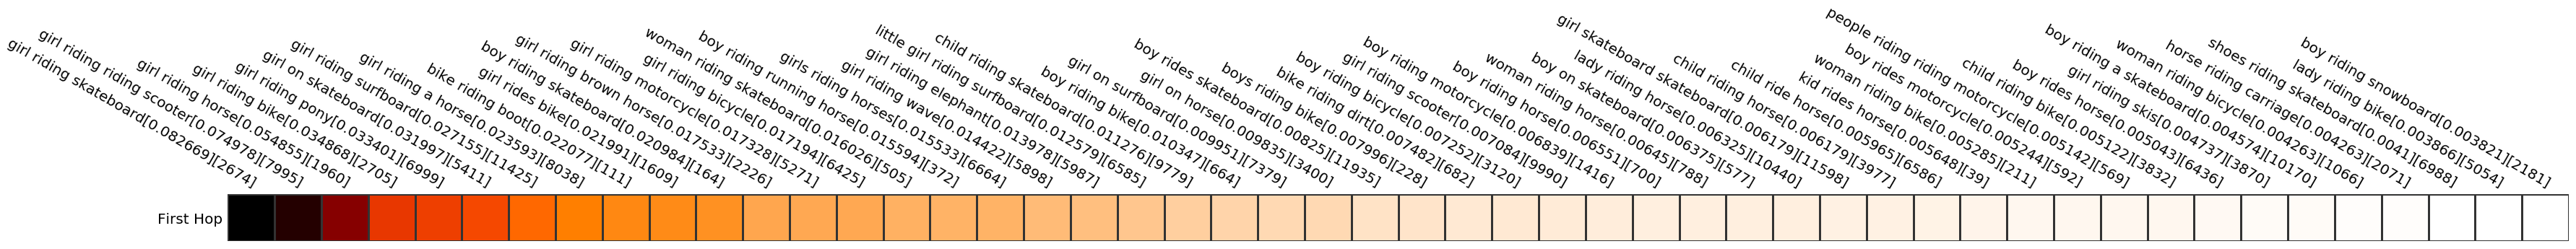 girl riding skateboard[0.082669][2674]
girl riding riding scooter[0.074978][7995]
girl riding horse[0.054855][1960]
girl riding bike[0.034868][2705]
girl riding pony[0.033401][6999]
girl on skateboard[0.031997][5411]
girl riding surfboard[0.027155][11425]
girl riding a horse[0.023593][8038]
bike riding boot[0.022077][111]
girl rides bike[0.021991][1609]
boy riding skateboard[0.020984][164]
girl riding brown horse[0.017533][2226]
girl riding motorcycle[0.017328][5271]
girl riding bicycle[0.017194][6425]
woman riding skateboard[0.016026][505]
boy riding running horse[0.015594][372]
girls riding horses[0.015533][6664]
girl riding wave[0.014422][5898]
girl riding elephant[0.013978][5987]
little girl riding surfboard[0.012579][6585]
child riding skateboard[0.011276][9779]
boy riding bike[0.010347][664]
girl on surfboard[0.009951][7379]
girl on horse[0.009835][3400]
boy rides skateboard[0.00825][1935]
boys riding bike[0.007996][228]
bike riding dirt[0.007482][682]
boy riding bicycle[0.007252][3120]
girl riding scooter[0.007084][9990]
boy riding motorcycle[0.006839][1416]
boy riding horse[0.006551][700]
woman riding horse[0.00645][788]
boy on skateboard[0.006375][577]
lady riding horse[0.006325][10440]
girl skateboard skateboard[0.006179][11598]
child riding horse[0.006179][3977]
child ride horse[0.005965][6586]
kid rides horse[0.005648][39]
woman riding bike[0.005285][211]
boy rides motorcycle[0.005244][592]
people riding motorcycle[0.005142][569]
child riding bike[0.005122][3832]
boy rides horse[0.005043][6436]
girl riding skis[0.004737][3870]
boy riding a skateboard[0.004574][10170]
woman riding bicycle[0.004263][1066]
horse riding carriage[0.004263][2071]
shoes riding skateboard[0.0041][6988]
lady riding bike[0.003866][5054]
boy riding snowboard[0.003821][2181]
First Hop